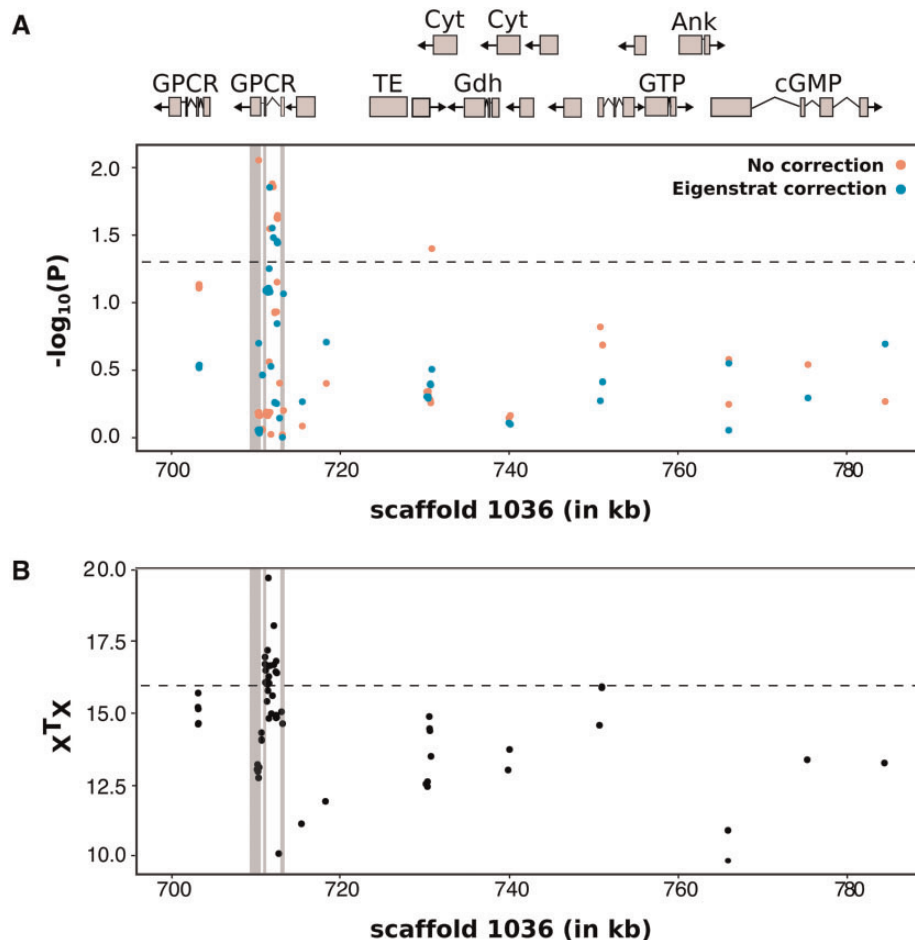 A
Cyt Cyt Ank
GPCR GPCR TE Gdh GTP cGMP
2.0
1.5
1.0
0.5
0.0
-log10(P)
No correction
Eigenstrat correction
700 720 740 760 780
scaffold 1036 (in kb)
B
20.0
17.5
15.0
12.5
10.0
XTX
700 720 740 760 780
scaffold 1036 (in kb)